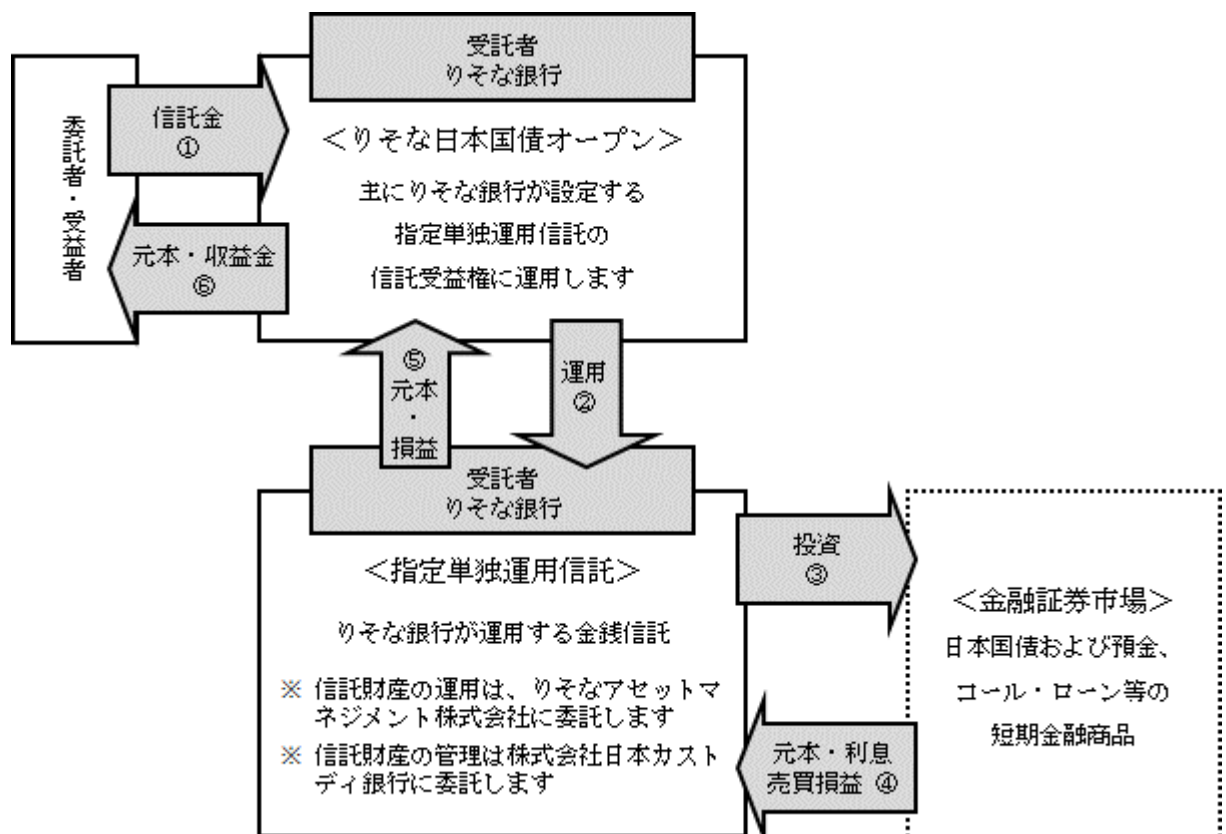 受託者
りそな銀行
委託者・受益者
信託金
①
＜りそな日本国債オープン＞
主にりそな銀行が設定する
指定単独運用信託の
信託受益権に運用します
元本・収益金
⑥
⑤
元本
・
損益
運用
②
受託者
りそな銀行
＜指定単独運用信託＞
りそな銀行が運用する金銭信託
※ 信託財産の運用は、りそなアセットマ
ネジメント株式会社に委託します
※ 信託財産の管理は株式会社日本カスト
ディ銀行に委託します
投資
③
＜金融証券市場＞
日本国債および預金、
コール・ローン等の
短期金融商品
元本・利息
売買損益 ④